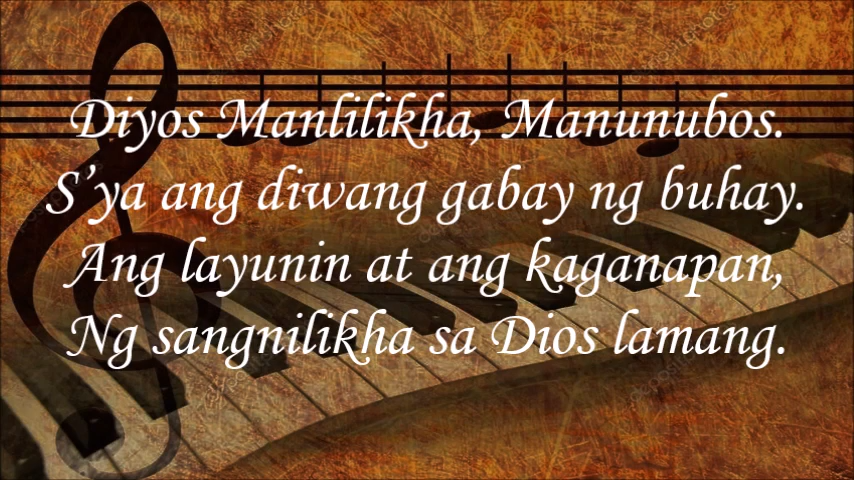 Diyos Manlilikha, Manunubos.
S’ya ang diwang gabay ng buhay.
Ang layunin at ang kaganapan,
Ng sangnilikha sa Dios lamang.